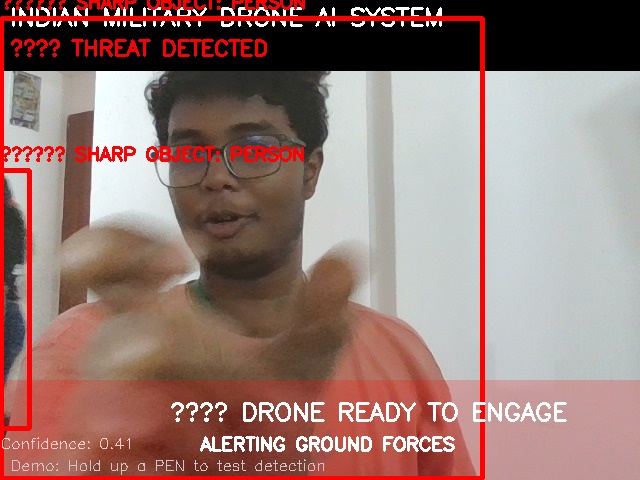 ?????? SHARP OBJECT: PERSON
INDIAN MILITARY DRONE AI SYSTEM
???? THREAT DETECTED
?????? SHARP OBJECT: PERSON
???? DRONE READY TO ENGAGE
Confidence: 0.41
ALERTING GROUND FORCES
Demo: Hold up a PEN to test detection